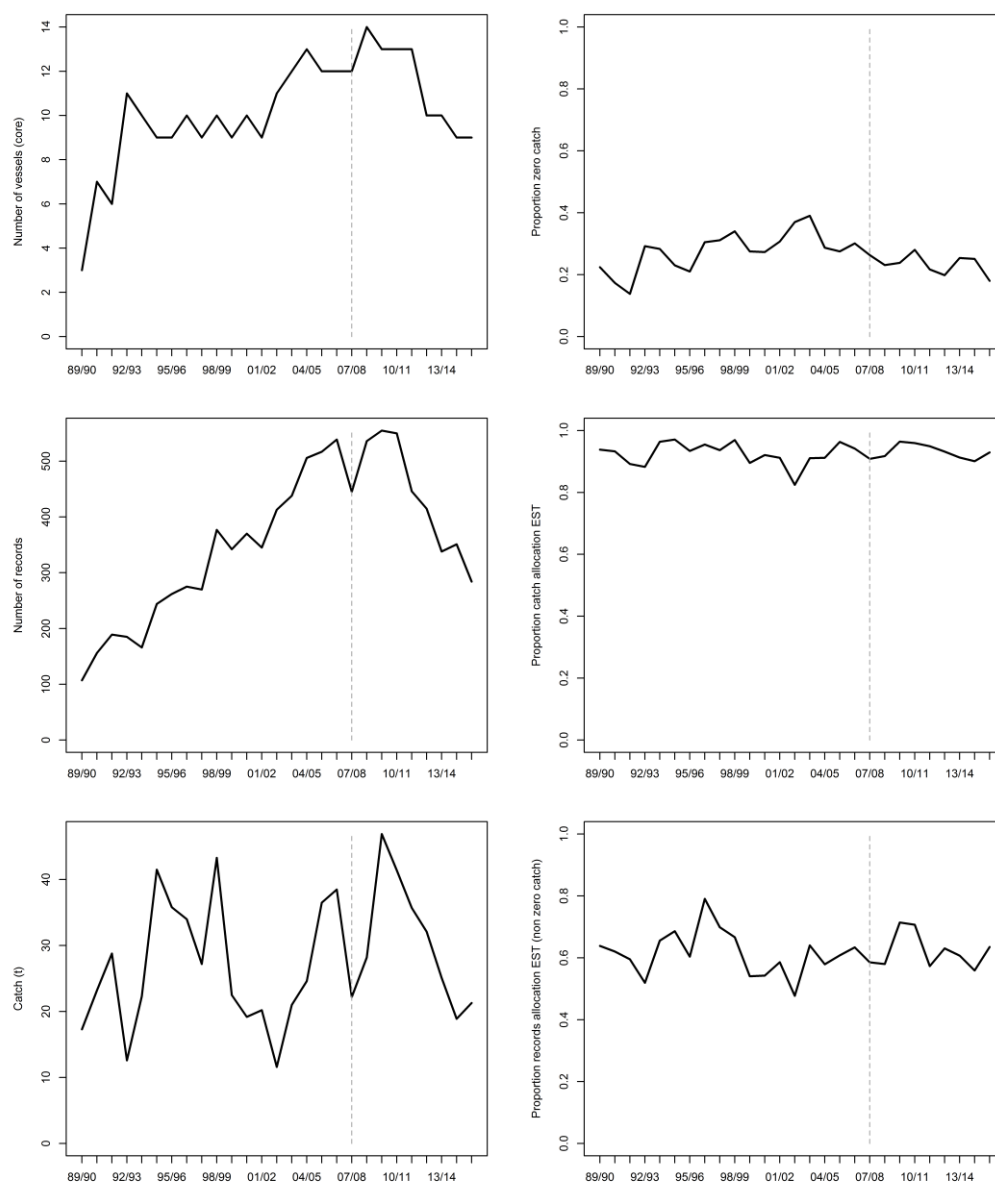 Number of vessels (core)
0 2 4 6 8 10 12 14
89/90 92/93 95/96 98/99 01/02 04/05 07/08 10/11 13/14
Proportion zero catch
0.0 0.2 0.4 0.6 0.8 1.0
89/90 92/93 95/96 98/99 01/02 04/05 07/08 10/11 13/14
Number of records
0 100 200 300 400 500
89/90 92/93 95/96 98/99 01/02 04/05 07/08 10/11 13/14
Proportion catch allocation EST
0.0 0.2 0.4 0.6 0.8 1.0
89/90 92/93 95/96 98/99 01/02 04/05 07/08 10/11 13/14
Catch (t)
0 10 20 30 40
89/90 92/93 95/96 98/99 01/02 04/05 07/08 10/11 13/14
Proportion records allocation EST (non zero catch)
0.0 0.2 0.4 0.6 0.8 1.0
89/90 92/93 95/96 98/99 01/02 04/05 07/08 10/11 13/14